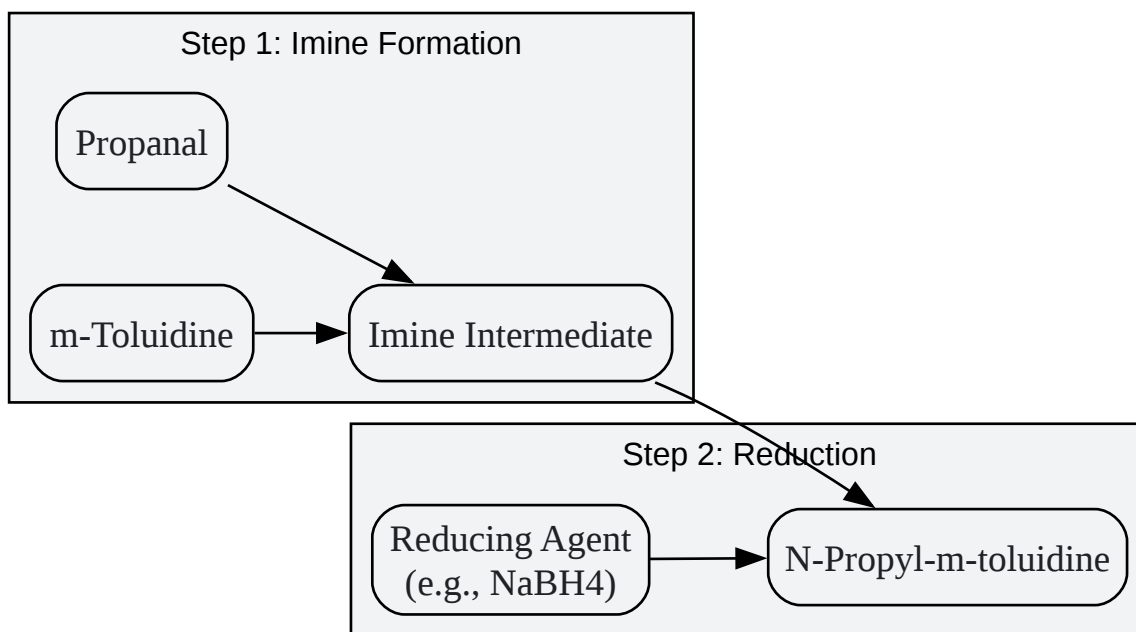 Step 1: Imine Formation
Propanal
m-Toluidine
Imine Intermediate
Step 2: Reduction
Reducing Agent
(e.g., NaBH4)
N-Propyl-m-toluidine